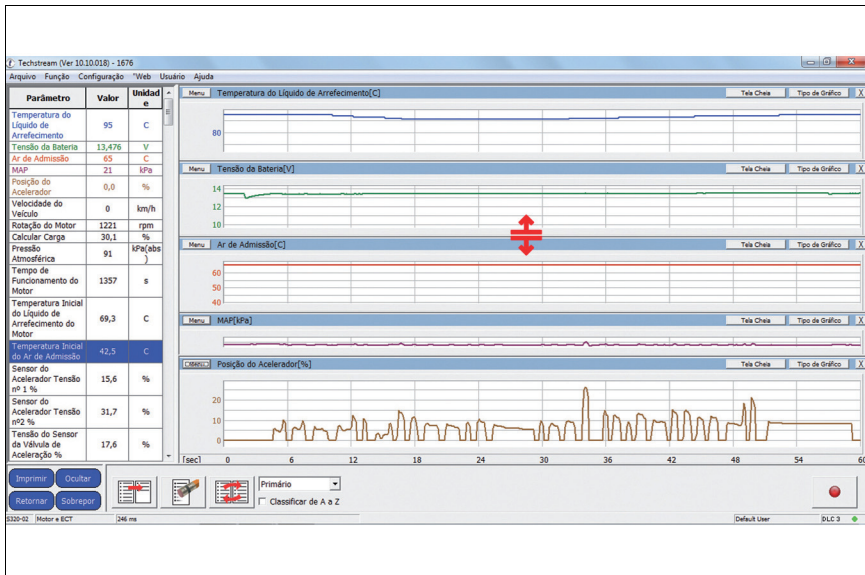 Techstream (Ver 10.10.018) - 1676
Arquivo Função Configuração *Web Usuário Ajuda
Parâmetro Valor Unidad
e
Temperatura do
Líquido de
Arrefecimento
95 C
Tensão da Bateria 13,476 V
Ar de Admissão 65 C
MAP 21 kPa
Posição do
Acelerador
0,0 %
Velocidade do
Veículo
0 km/h
Rotação do Motor 1221 rpm
Calcular Carga 30,1 %
Pressão
Atmosférica
91 kPa(abs
)
Tempo de
Funcionamento do
Motor
1357 s
Temperatura Inicial
do Líquido de
Arrefecimento do
Motor
69,3 C
Temperatura Inicial
do Ar de Admissão
42,5 C
Sensor do
Acelerador Tensão
nº 1 %
15,6 %
Sensor do
Acelerador Tensão
nº2 %
31,7 %
Tensão do Sensor
da Válvula de
Aceleração %
17,6 %
Menu Temperatura do Líquido de Arrefecimento[C] Tela Cheia Tipo de Gráfico X
80
Menu Tensão da Bateria[V] Tela Cheia Tipo de Gráfico X
14
12
10
Menu Ar de Admissão[C] Tela Cheia Tipo de Gráfico X
60
50
40
Menu MAP[kPa] Tela Cheia Tipo de Gráfico X
Menu Posição do Acelerador[%] Tela Cheia Tipo de Gráfico X
20
10
0
[sec] 0 6 12 18 24 30 36 42 48 54 60
Imprimir Ocultar
Retornar Sobrepor
Primário
Classificar de A a Z
S320-02 Motor e ECT 246 ms Default User DLC 3